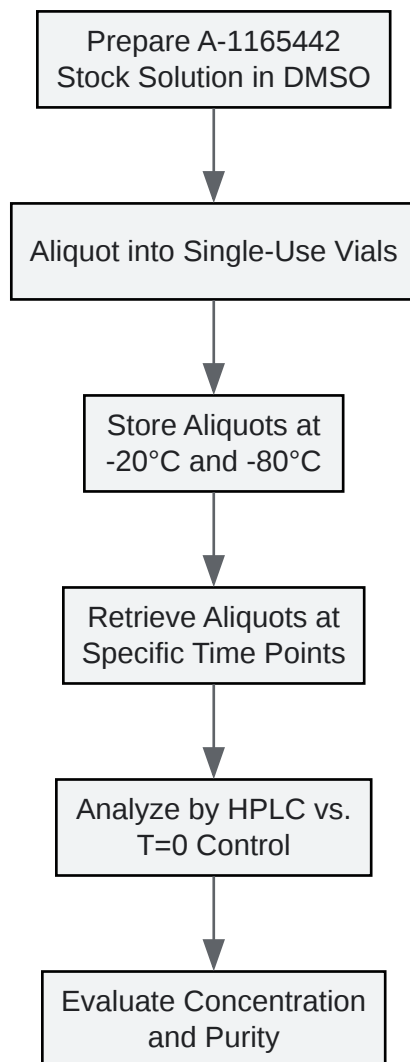 Prepare A-1165442
Stock Solution in DMSO
Aliquot into Single-Use Vials
Store Aliquots at
-20°C and -80°C
Retrieve Aliquots at
Specific Time Points
Analyze by HPLC vs.
T=0 Control
Evaluate Concentration
and Purity